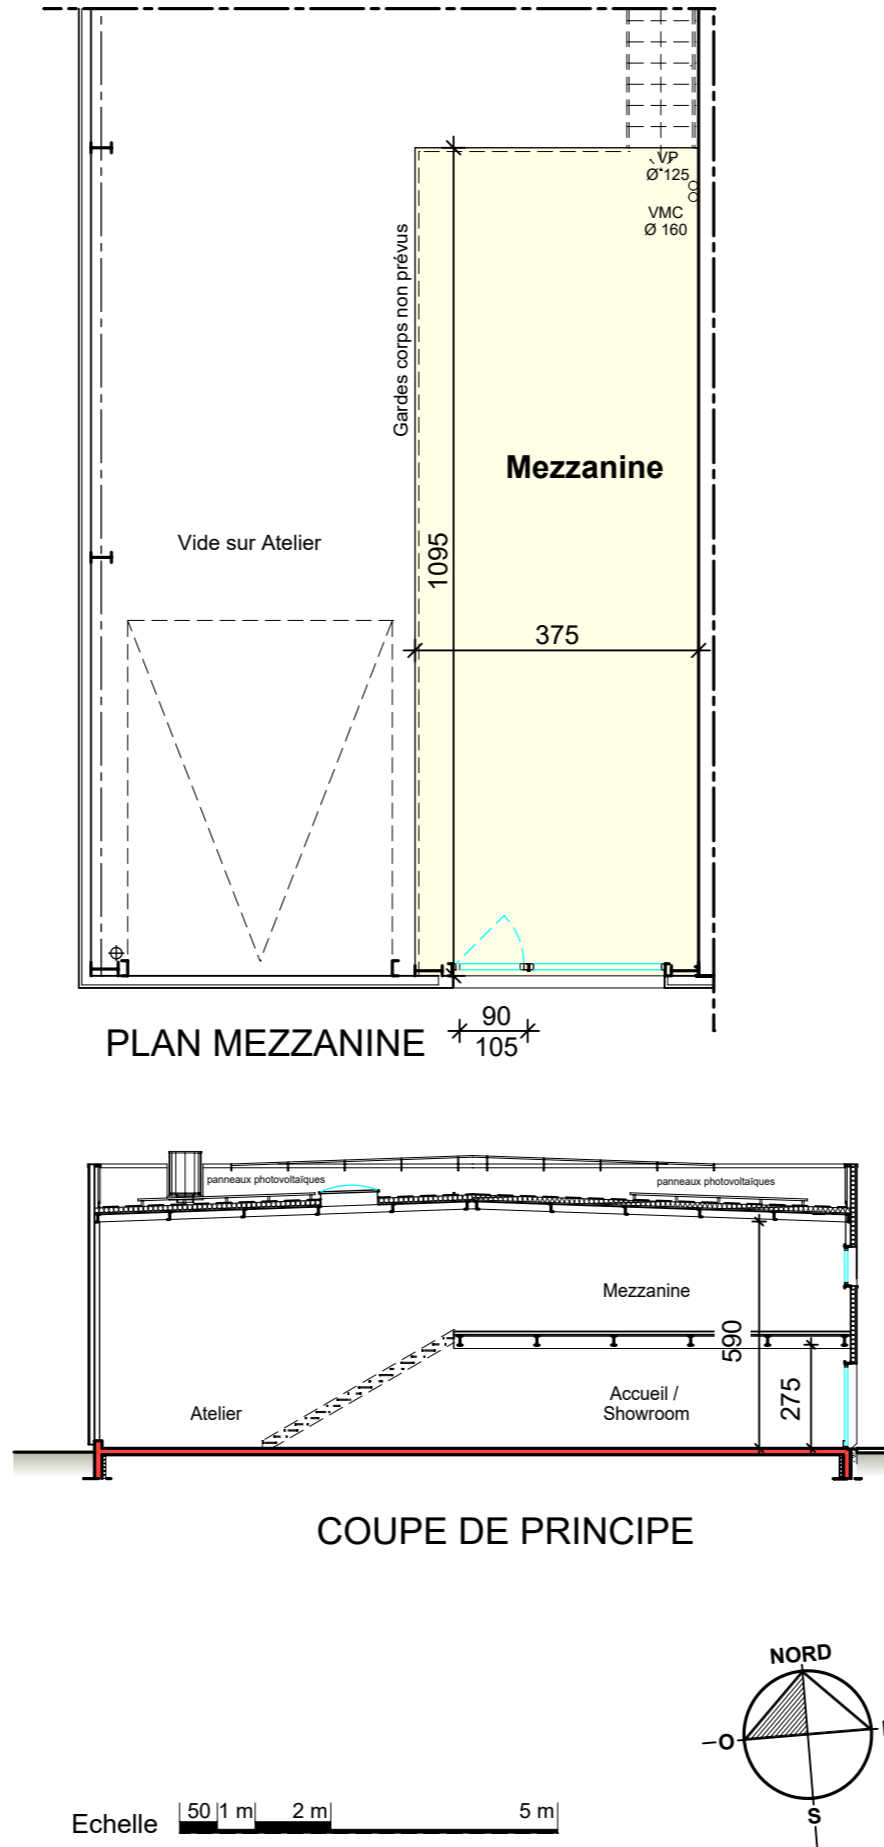 VP
Ø 125
VMC
Ø 160
Gardes corps non prévus
Mezzanine
Vide sur Atelier
1095
375
90
105
PLAN MEZZANINE
panneaux photovoltaïques
panneaux photovoltaïques
Mezzanine
590
Atelier
Accueil /
Showroom
275
COUPE DE PRINCIPE
NORD
O
S
Echelle
50 1 m 2 m 5 m